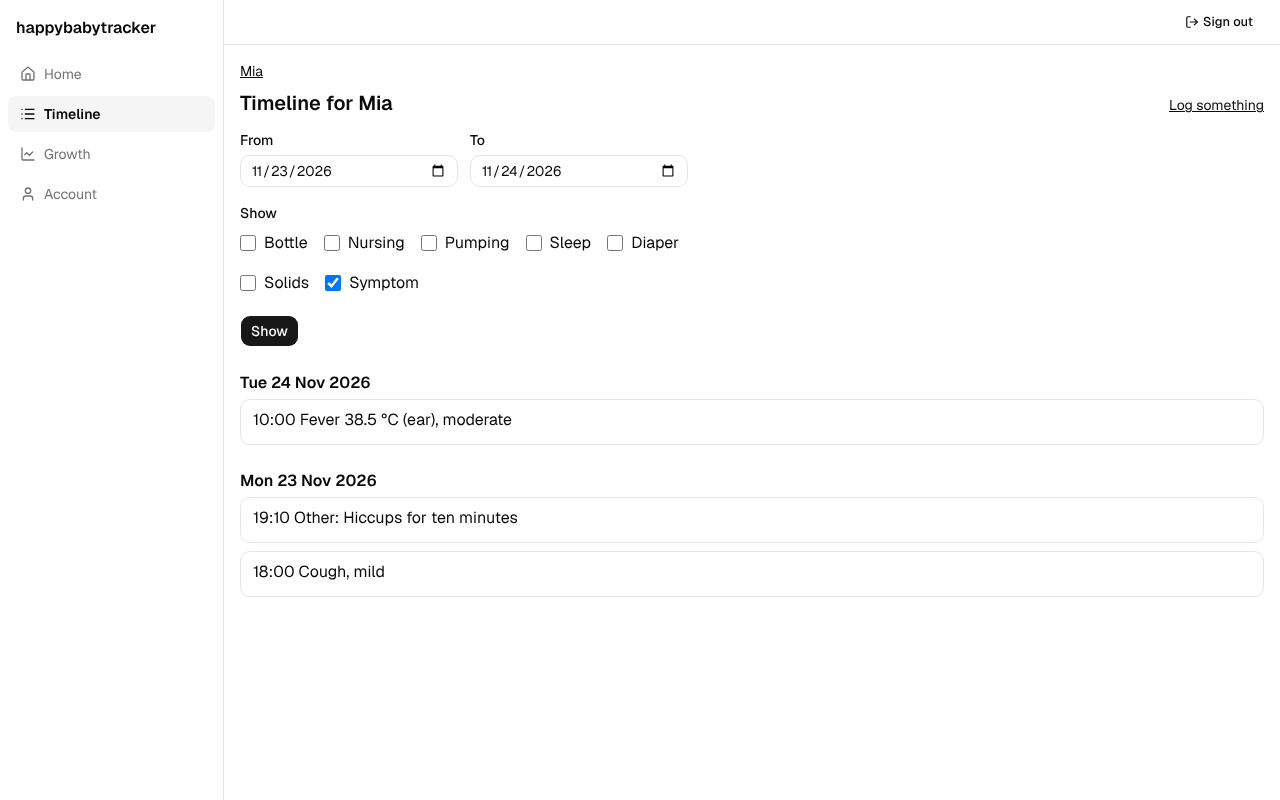 happybabytracker
Sign out
Home
Timeline
Growth
Account
Mia
Timeline for Mia
Log something
From To
11/23/2026 11/24/2026
Show
Bottle Nursing Pumping Sleep Diaper
Solids Symptom
Show
Tue 24 Nov 2026
10:00 Fever 38.5 °C (ear), moderate
Mon 23 Nov 2026
19:10 Other: Hiccups for ten minutes
18:00 Cough, mild